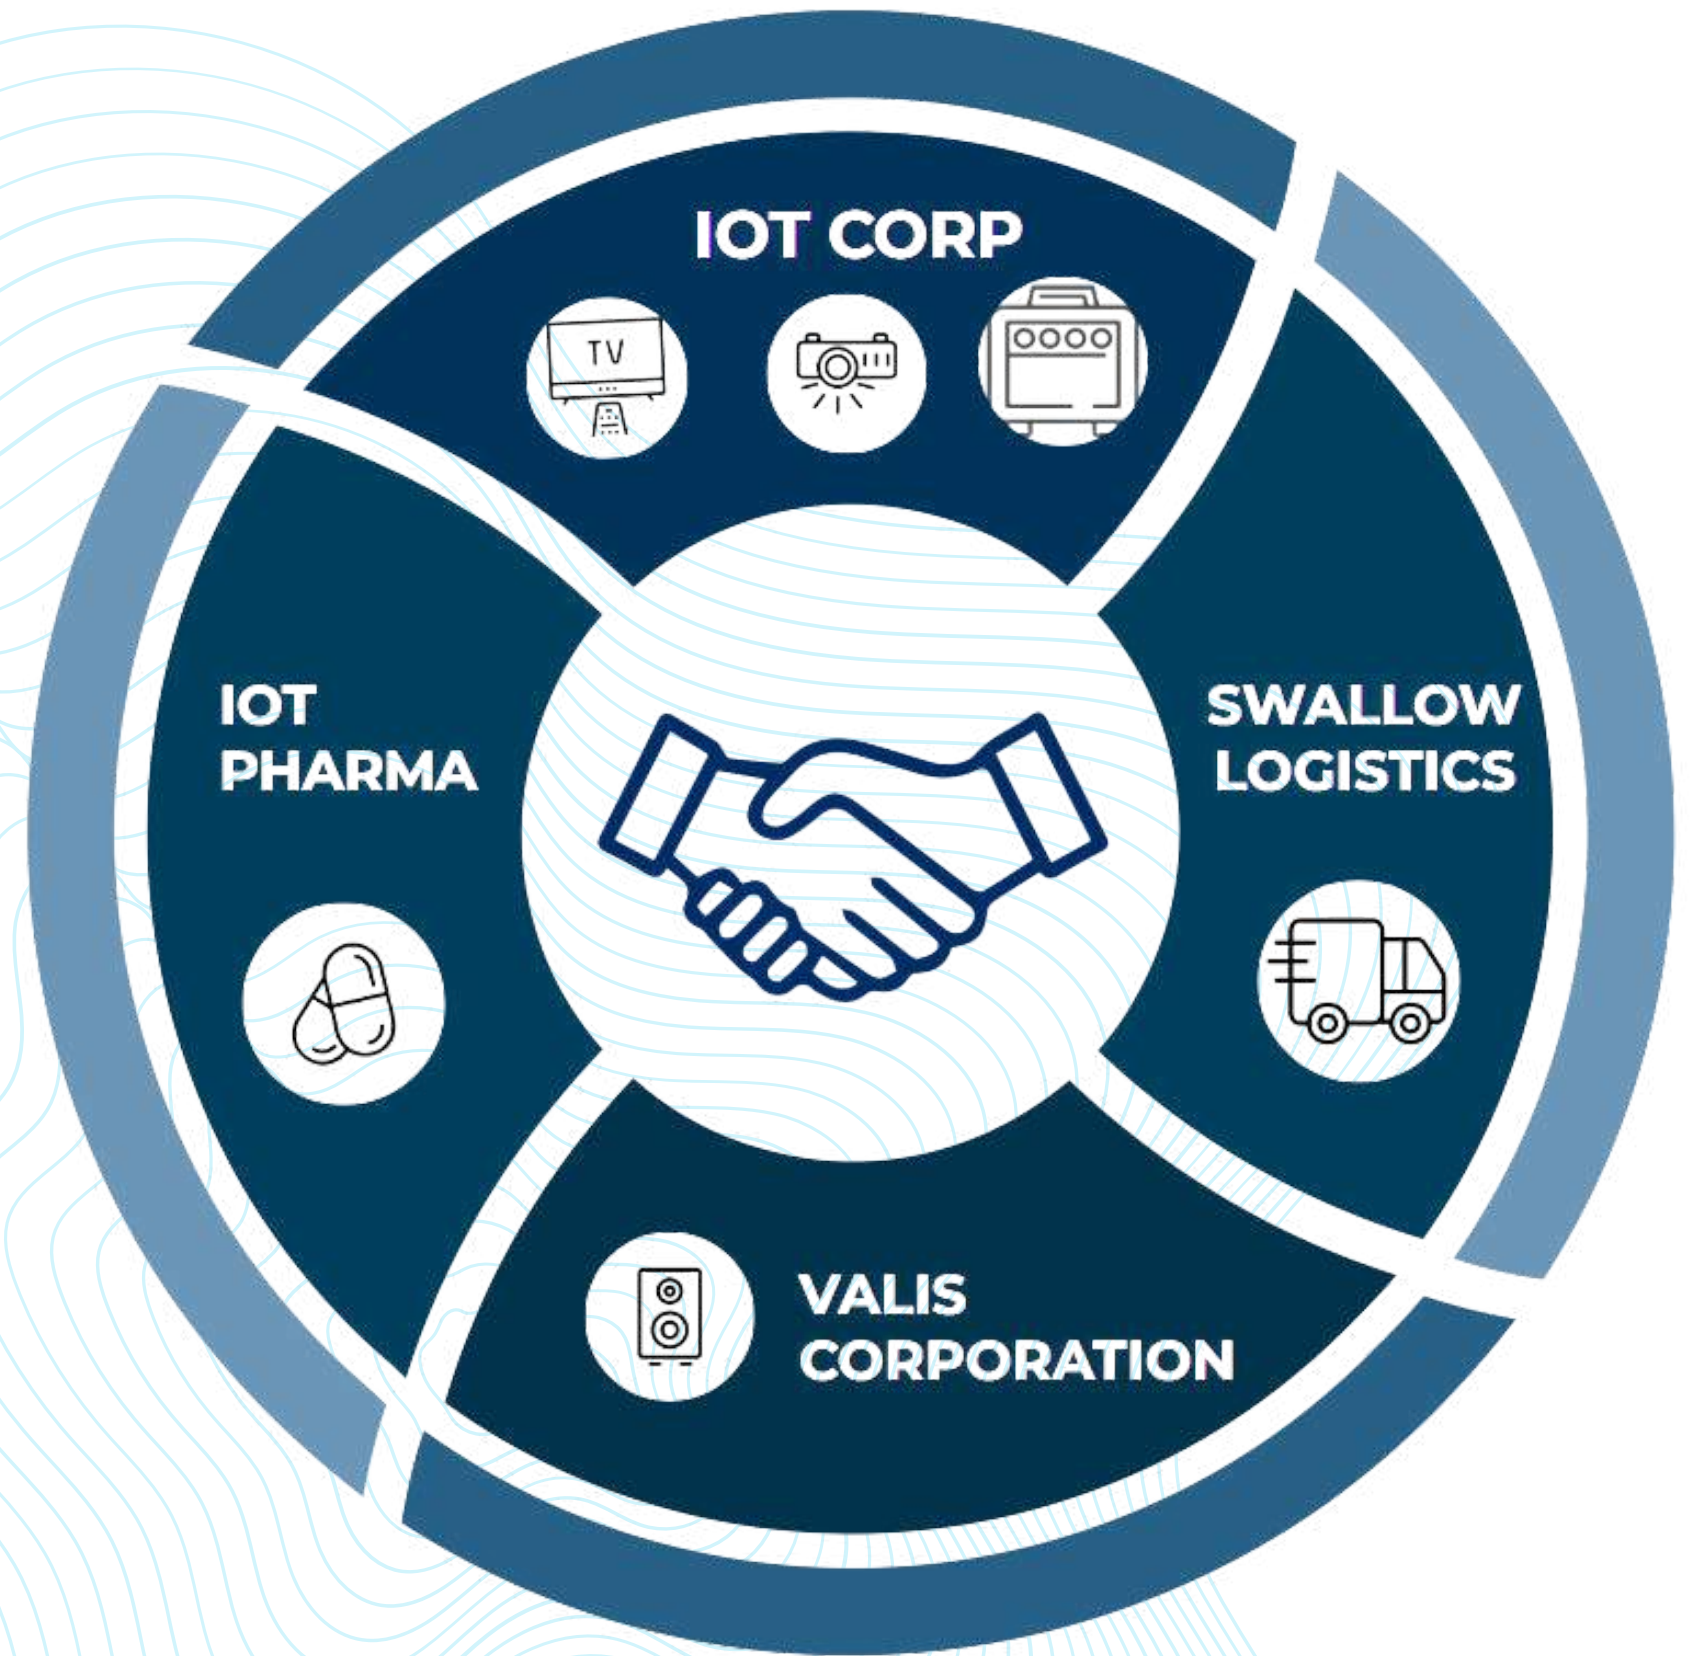 IOT CORP
TV
IOT
PHARMA
SWALLOW
LOGISTICS
VALIS
CORPORATION